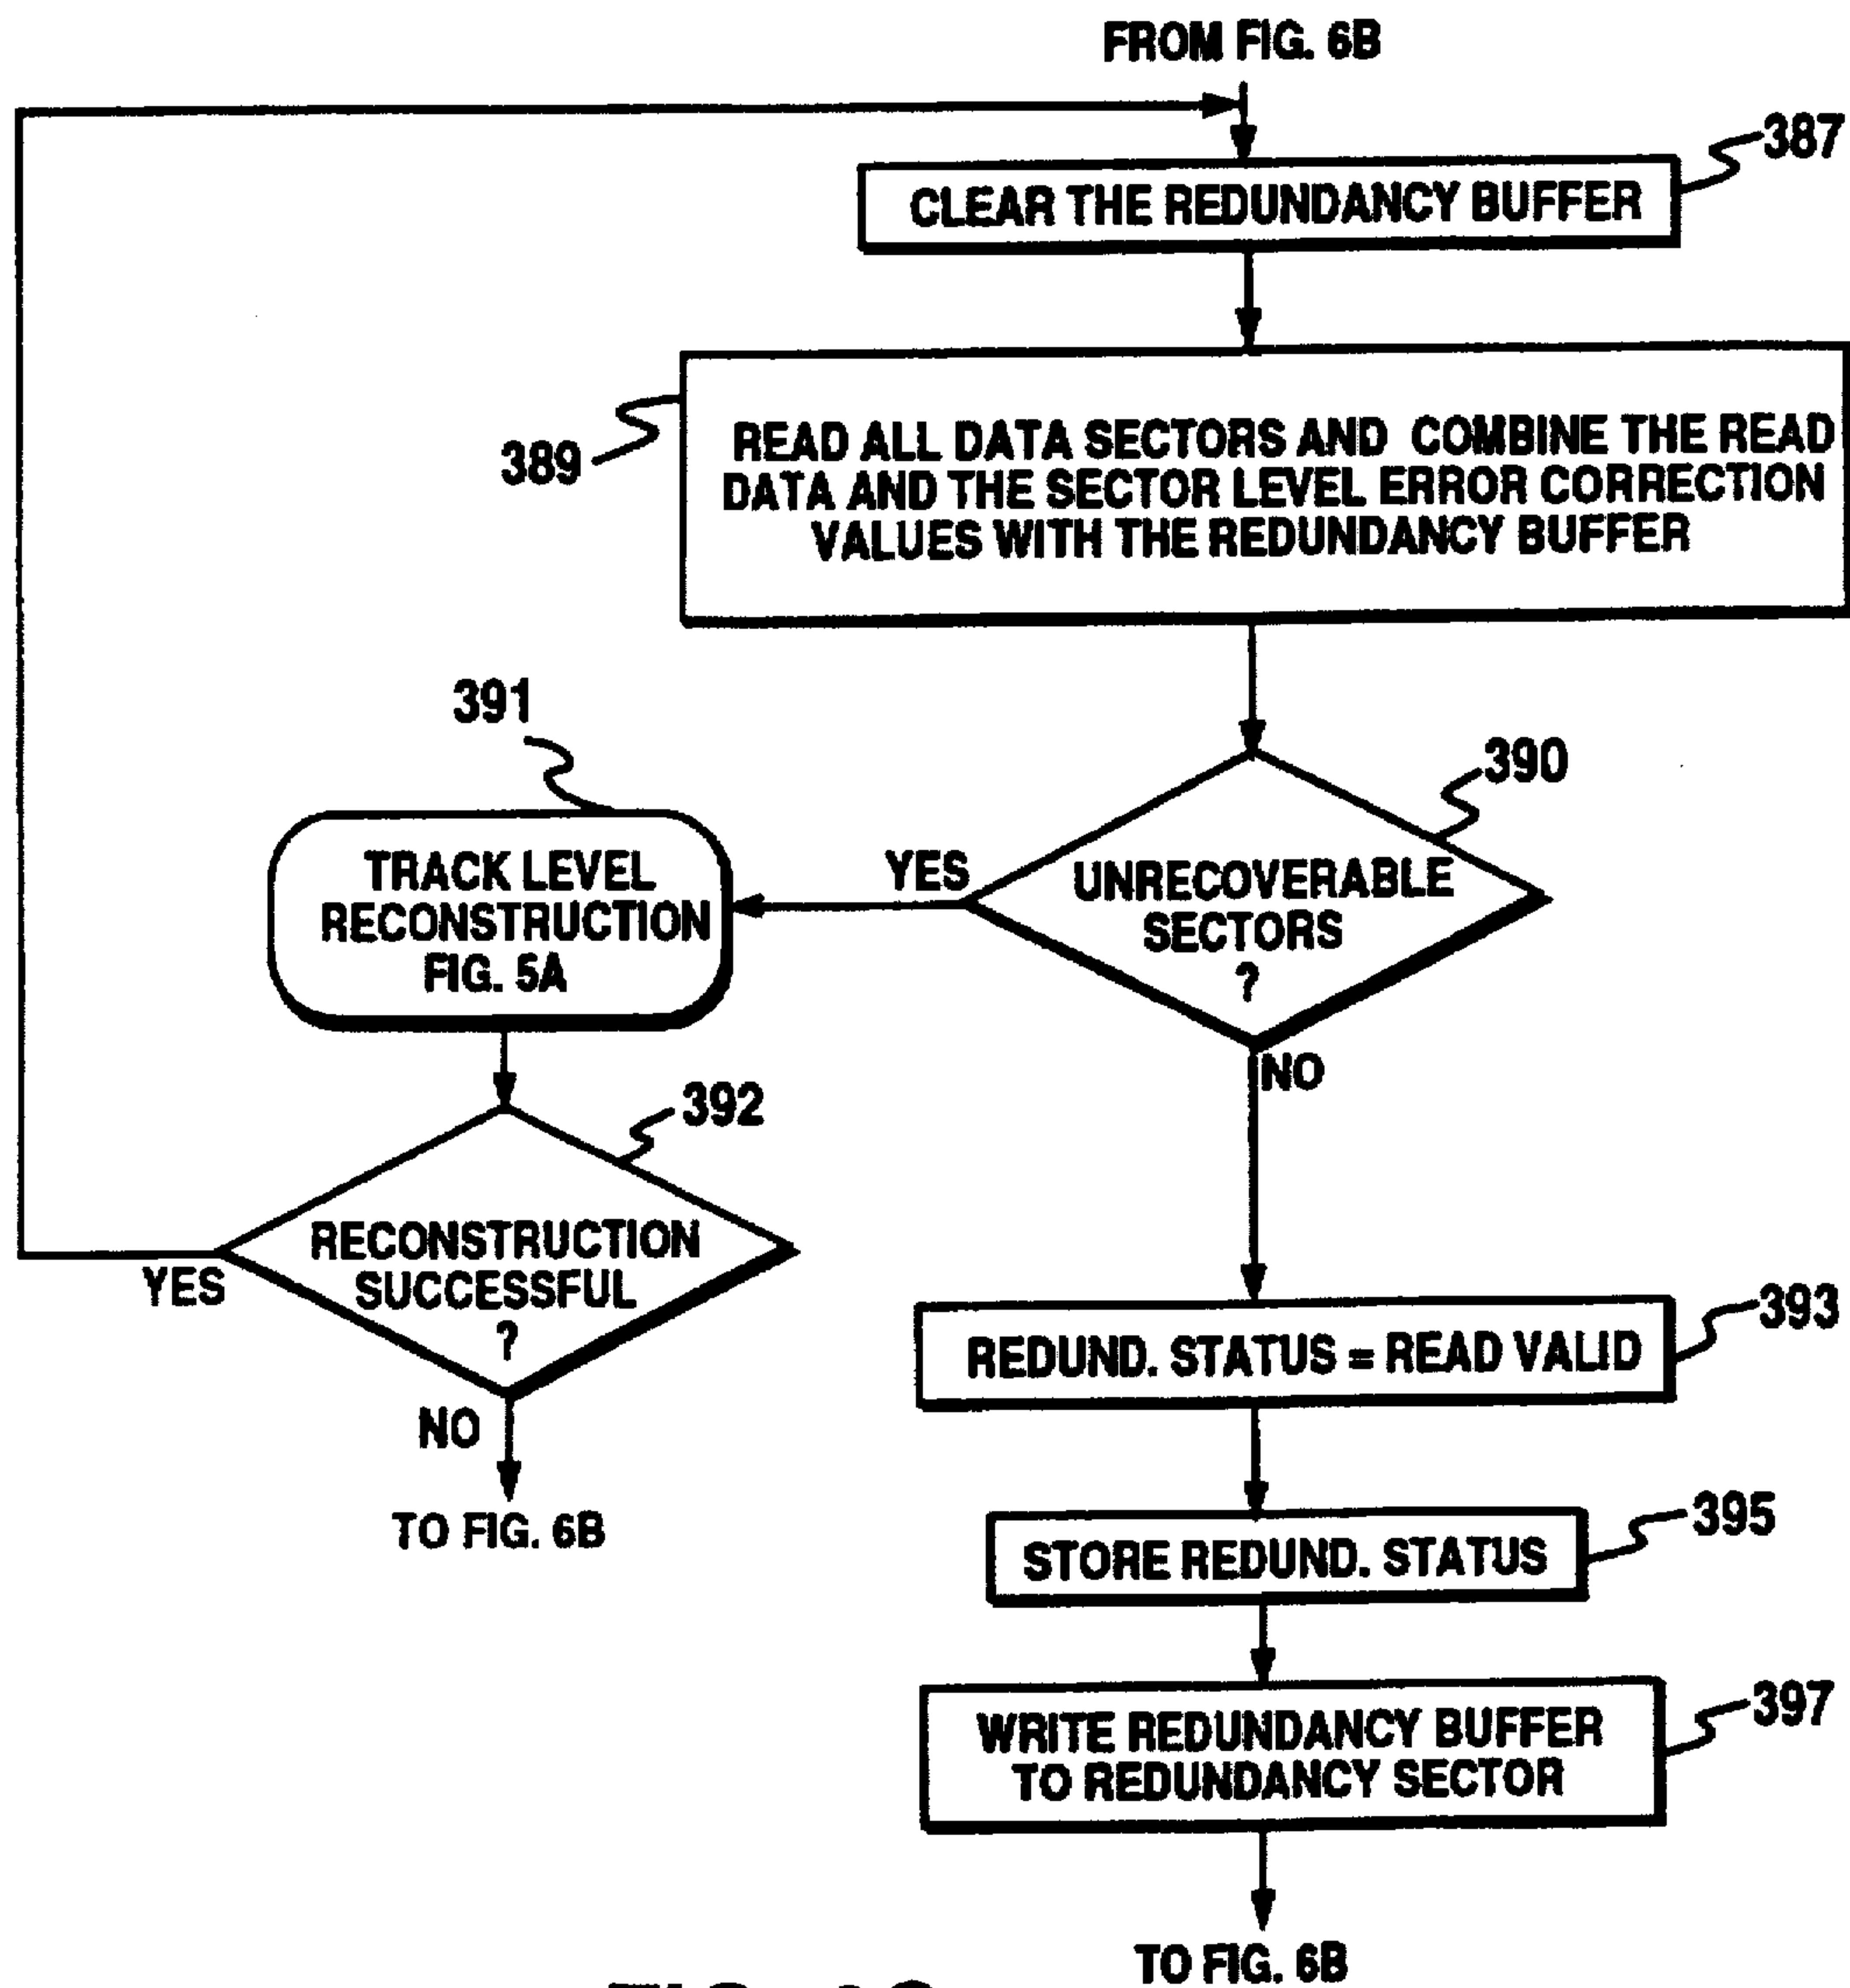 FROM FIG. 6B
387
CLEAR THE REDUNDANCY BUFFER
389
READ ALL DATA SECTORS AND COMBINE THE READ
DATA AND THE SECTOR LEVEL ERROR CORRECTION
VALUES WITH THE REDUNDANCY BUFFER
391
390
TRACK LEVEL
RECONSTRUCTION
FIG. 5A
YES
UNRECOVERABLE
SECTORS
?
NO
392
RECONSTRUCTION
SUCCESSFUL
?
YES
NO
TO FIG. 6B
393
REDUND. STATUS = READ VALID
395
STORE REDUND. STATUS
397
WRITE REDUNDANCY BUFFER
TO REDUNDANCY SECTOR
TO FIG. 6B